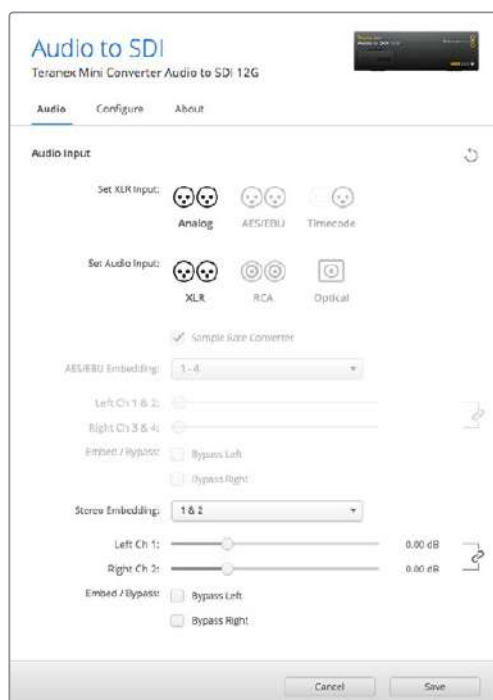 Audio to SDI
Teranex Mini Converter Audio to SDI 12G
Audio Configure About
Audio Input
Set XLR Input:
Analog AES/EBU Timecode
Set Audio Input:
XLR RCA Optical
Sample Rate Converter
AES/EBU Embedding: 1 - 4
Left Ch 1 & 2:
Right Ch 3 & 4:
Embed / Bypass: Bypass Left
Bypass Right
Stereo Embedding: 1 & 2
Left Ch 1: 0.00 dB
Right Ch 2: 0.00 dB
Embed / Bypass: Bypass Left
Bypass Right
Cancel Save